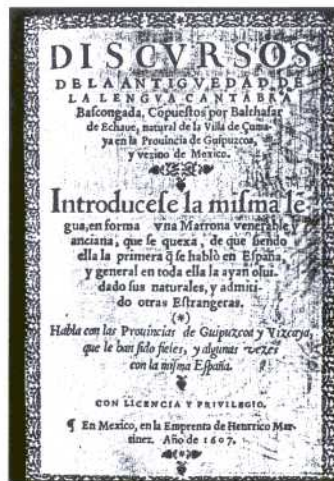 DISCVRSOS
DE LA ANTIGVEDAD DE
LA LENGVA CANTABRA
Bascongada, Cõpuestos por Balthasar
de Echaue, natural de la Villa de Çuma-
ya en la Prouincia de Guipuzcoa,
y vezino de Mexico.
Introducese la misma lẽ-
gua, en forma vna Matrona venerable y
anciana, que se quexa, de que siendo
ella la primera q̃ se hablò en España,
y general en toda ella la ayan olui-
dado sus naturales, y admiti-
do otras Estrangeras.
(*)
Habla con las Prouincias de Guipuzcoa y Vizcaya,
que le han sido fieles, y algunas vezes
con la misma España.
CON LICENCIA Y PRIVILEGIO.
¶ En Mexico, en la Emprenta de Henrrico Mar-
tinez. Año de 1607.